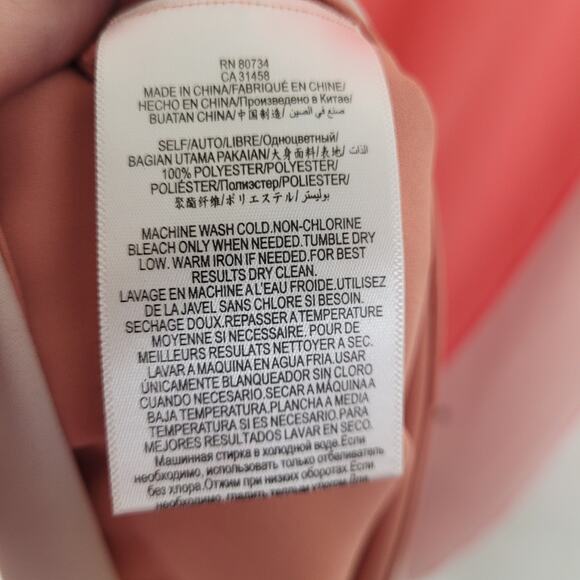 RN 80734
CA 31458
MADE IN CHINA/FABRIQUÉ EN CHINE/
HECHO EN CHINA/Произведено в Китае/
BUATAN CHINA/中国制造/ صنع في الصين/
SELF/AUTO/LIBRE/Одноцветный/
BAGIAN UTAMA PAKAIAN/大身面料/表地/ الذات/
100% POLYESTER/POLYESTER/
POLIÉSTER/Полиэстер/POLIESTER/
聚酯纤维/ポリエステル/ بوليستر/
MACHINE WASH COLD.NON-CHLORINE
BLEACH ONLY WHEN NEEDED.TUMBLE DRY
LOW. WARM IRON IF NEEDED.FOR BEST
RESULTS DRY CLEAN.
LAVAGE EN MACHINE A L'EAU FROIDE.UTILISEZ
DE LA JAVEL SANS CHLORE SI BESOIN.
SECHAGE DOUX.REPASSER A TEMPERATURE
MOYENNE SI NECESSAIRE. POUR DE
MEILLEURS RESULATS NETTOYER A SEC.
LAVAR A MAQUINA EN AGUA FRIA.USAR
ÚNICAMENTE BLANQUEADOR SIN CLORO
CUANDO NECESARIO.SECAR A MÁQUINA A
BAJA TEMPERATURA.PLANCHA A MEDIA
TEMPERATURA SI ES NECESARIO.PARA
MEJORES RESULTADOS LAVAR EN SECO.
Машинная стирка в холодной воде.Если
необходимо, использовать только отбеливатель
без хлора.Отжим при низких оборотах.Если
необходимо, гладить теплым утюгом.Для